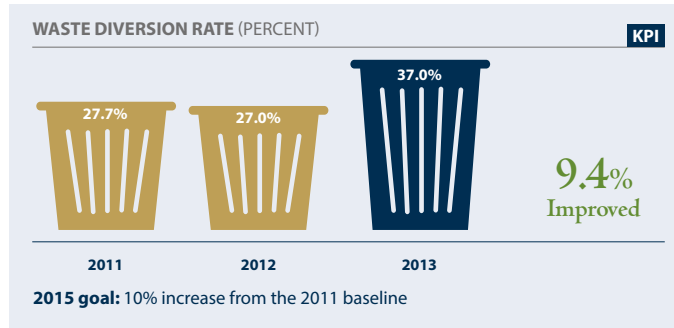 WASTE DIVERSION RATE (PERCENT)
KPI
27.7%
27.0%
37.0%
9.4%
Improved
2011
2012
2013
2015 goal: 10% increase from the 2011 baseline